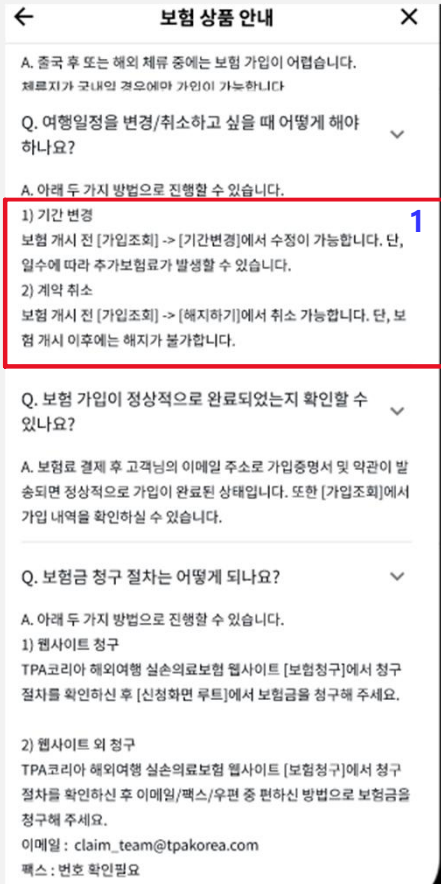 보험 상품 안내
A. 출국 후 또는 해외 체류 중에는 보험 가입이 어렵습니다.
체류지가 국내일 경우에만 가입이 가능합니다
Q. 여행일정을 변경/취소하고 싶을 때 어떻게 해야
하나요?
A. 아래 두 가지 방법으로 진행할 수 있습니다.
1
1) 기간 변경
보험 개시 전 [가입조회] -> [기간변경]에서 수정이 가능합니다. 단,
일수에 따라 추가보험료가 발생할 수 있습니다.
2) 계약 취소
보험 개시 전 [가입조회] -> [해지하기]에서 취소 가능합니다. 단, 보
험 개시 이후에는 해지가 불가합니다.
Q. 보험 가입이 정상적으로 완료되었는지 확인할 수
있나요?
A. 보험료 결제 후 고객님의 이메일 주소로 가입증명서 및 약관이 발
송되면 정상적으로 가입이 완료된 상태입니다. 또한 [가입조회]에서
가입 내역을 확인하실 수 있습니다.
Q. 보험금 청구 절차는 어떻게 되나요?
A. 아래 두 가지 방법으로 진행할 수 있습니다.
1) 웹사이트 청구
TPA코리아 해외여행 실손의료보험 웹사이트 [보험청구]에서 청구
절차를 확인하신 후 [신청화면 루트]에서 보험금을 청구해 주세요.
2) 웹사이트 외 청구
TPA코리아 해외여행 실손의료보험 웹사이트 [보험청구]에서 청구
절차를 확인하신 후 이메일/팩스/우편 중 편하신 방법으로 보험금을
청구해 주세요.
이메일 : claim_team@tpakorea.com
팩스 : 번호 확인필요